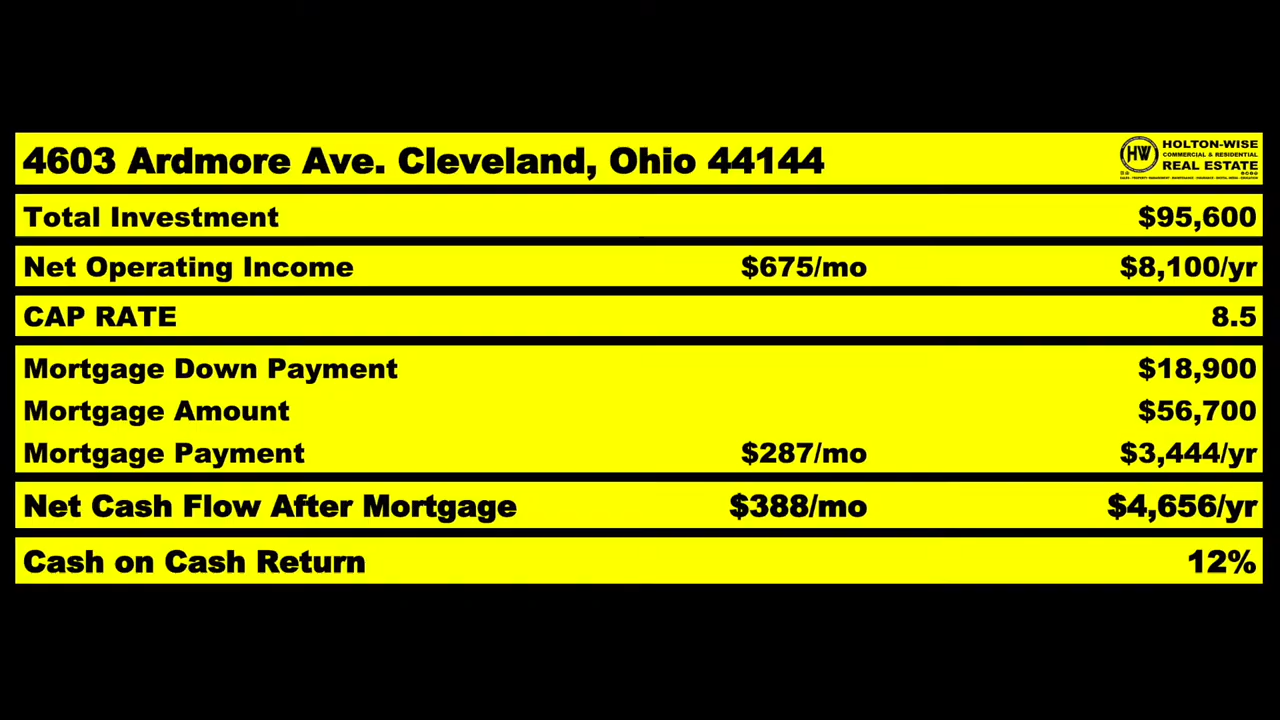 4603 Ardmore Ave. Cleveland, Ohio 44144
HW
HOLTON-WISE
COMMERCIAL & RESIDENTIAL
REAL ESTATE
Total Investment $95,600
Net Operating Income $675/mo $8,100/yr
CAP RATE 8.5
Mortgage Down Payment $18,900
Mortgage Amount $56,700
Mortgage Payment $287/mo $3,444/yr
Net Cash Flow After Mortgage $388/mo $4,656/yr
Cash on Cash Return 12%